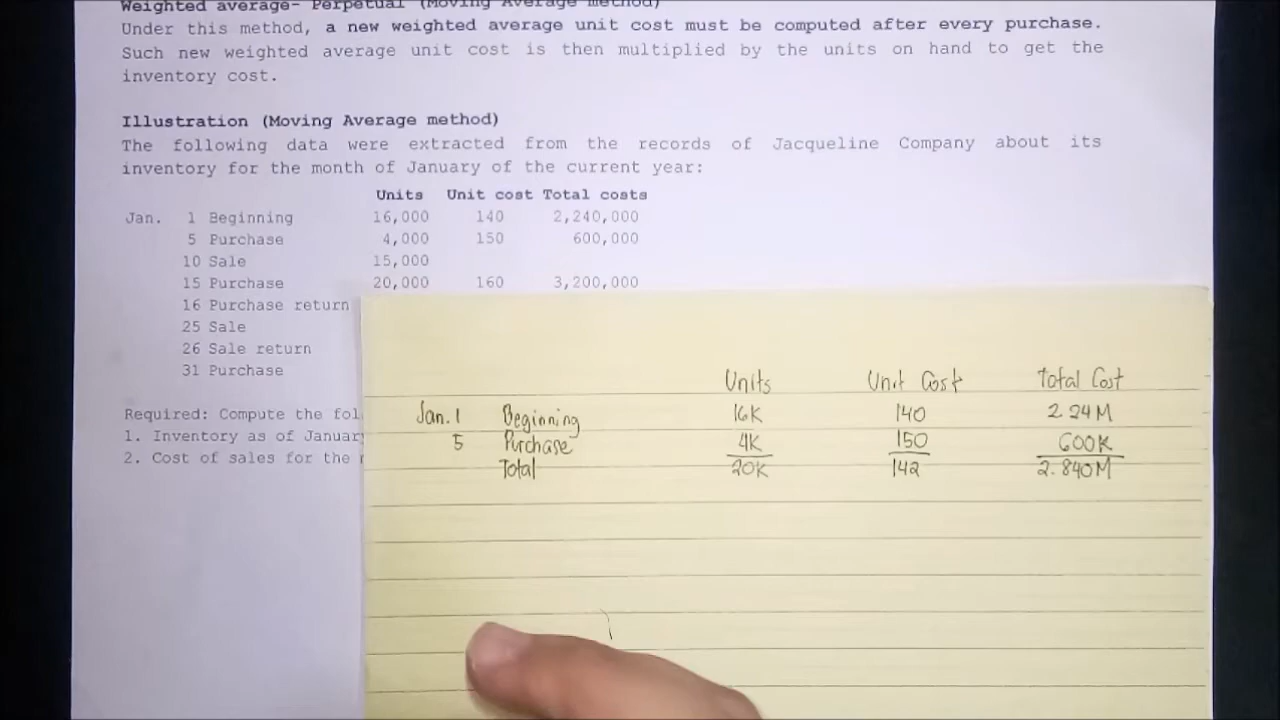 Weighted average- Perpetual (Moving Average method)
Under this method, a new weighted average unit cost must be computed after every purchase.
Such new weighted average unit cost is then multiplied by the units on hand to get the
inventory cost.
Illustration (Moving Average method)
The following data were extracted from the records of Jacqueline Company about its
inventory for the month of January of the current year:
Units Unit cost Total costs
Jan. 1 Beginning 16,000 140 2,240,000
5 Purchase 4,000 150 600,000
10 Sale 15,000
15 Purchase 20,000 160 3,200,000
16 Purchase return
25 Sale
26 Sale return
31 Purchase
Required: Compute the
1. Inventory as of
2. Cost of sales for the
Units Unit Cost Total Cost
Jan. 1 Beginning 16K 140 2.24M
5 Purchase 4K 150 600K
Total 20K 142 2.840M